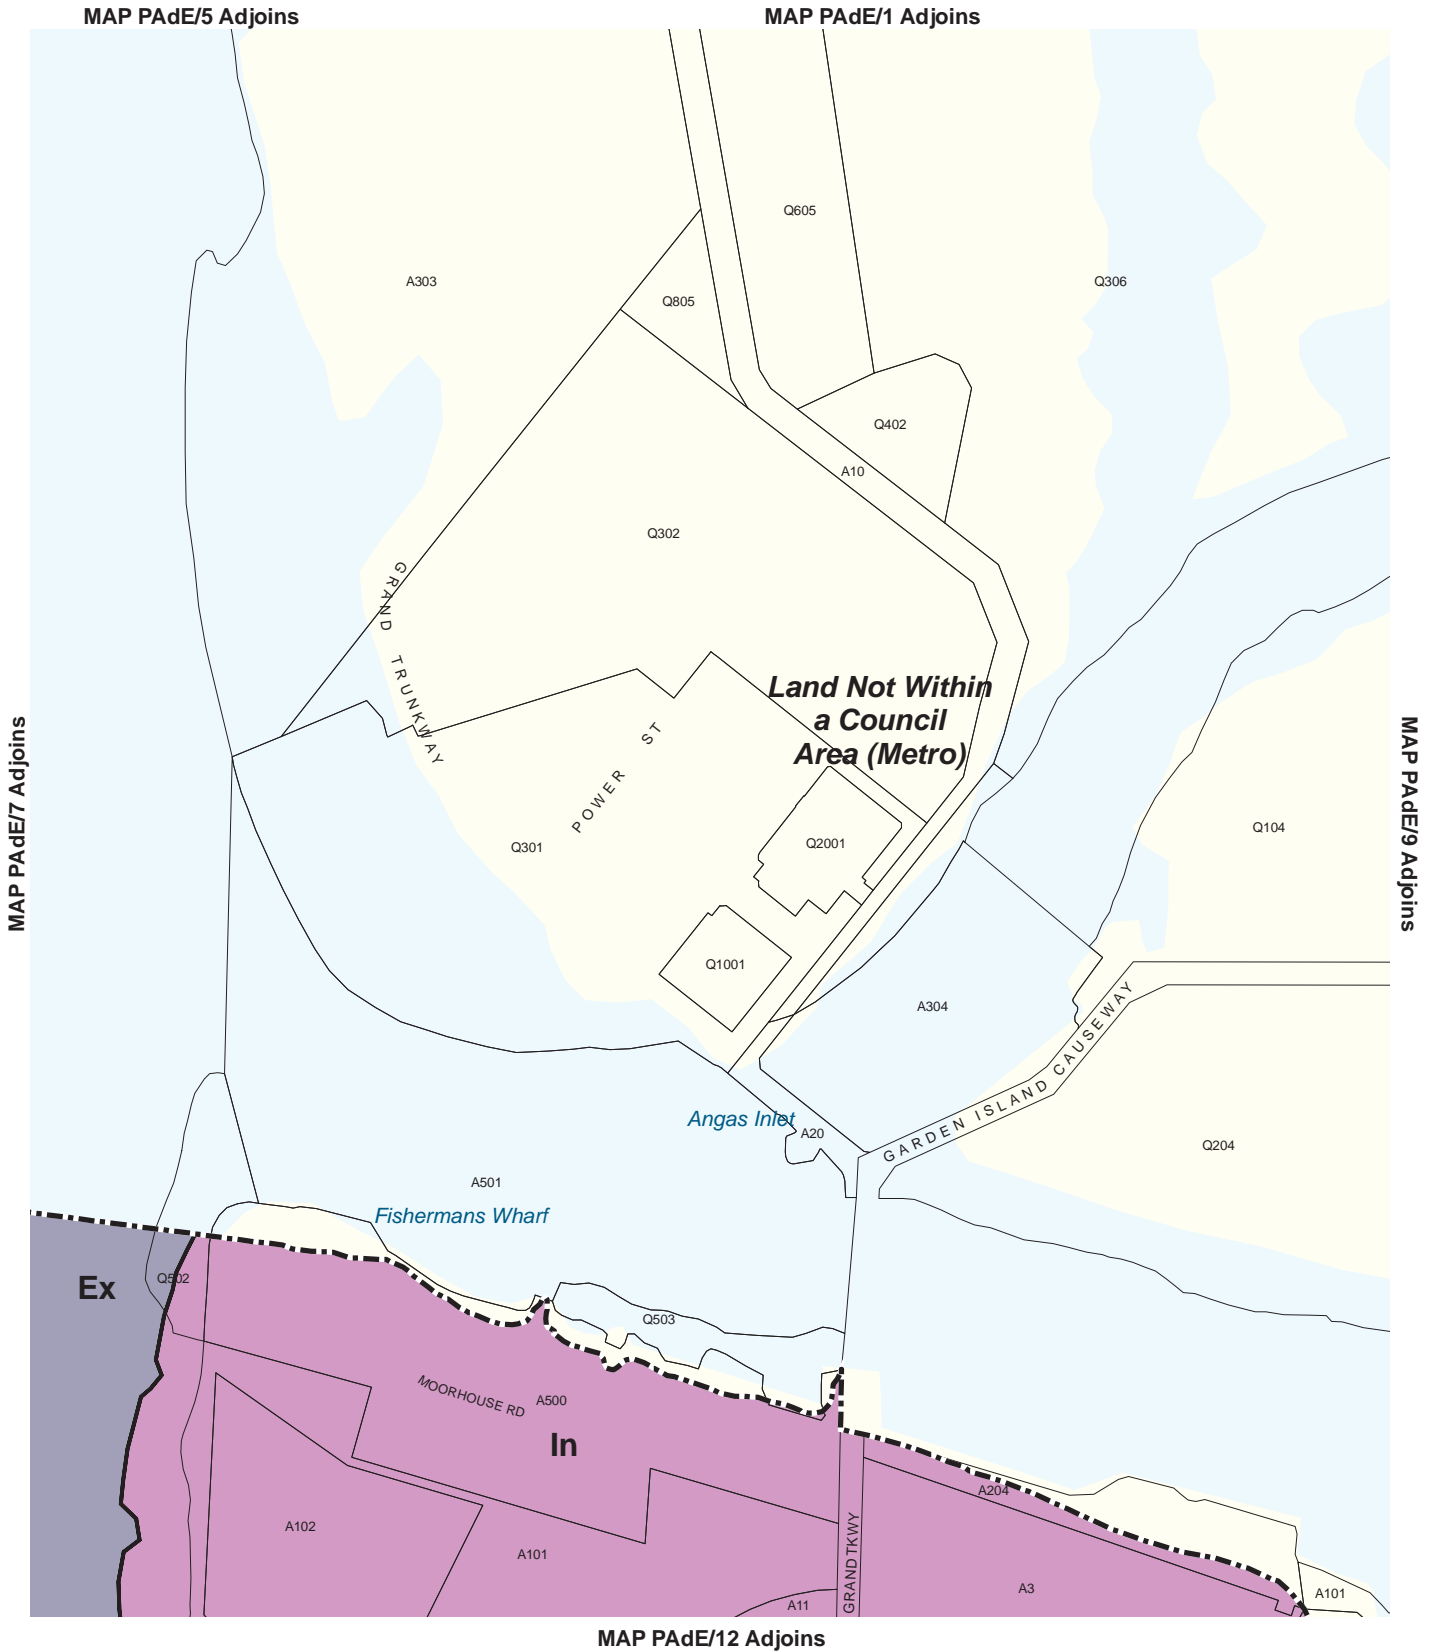 MAP PAdE/5 Adjoins
MAP PAdE/1 Adjoins
Q605
A303
Q306
Q805
Q402
A10
Q302
GRAND TRUNKWAY
Land Not Within
a Council
Area (Metro)
MAP PAdE/7 Adjoins
MAP PAdE/9 Adjoins
POWER ST
Q104
Q2001
Q301
Q1001
A304
GARDEN ISLAND CAUSEWAY
Angas Inlet
A20
Q204
A501
Fishermans Wharf
Q502
Ex
Q503
MOORHOUSE RD
A500
In
A204
A102
A101
GRANDTKWY
A3
A101
A11
MAP PAdE/12 Adjoins